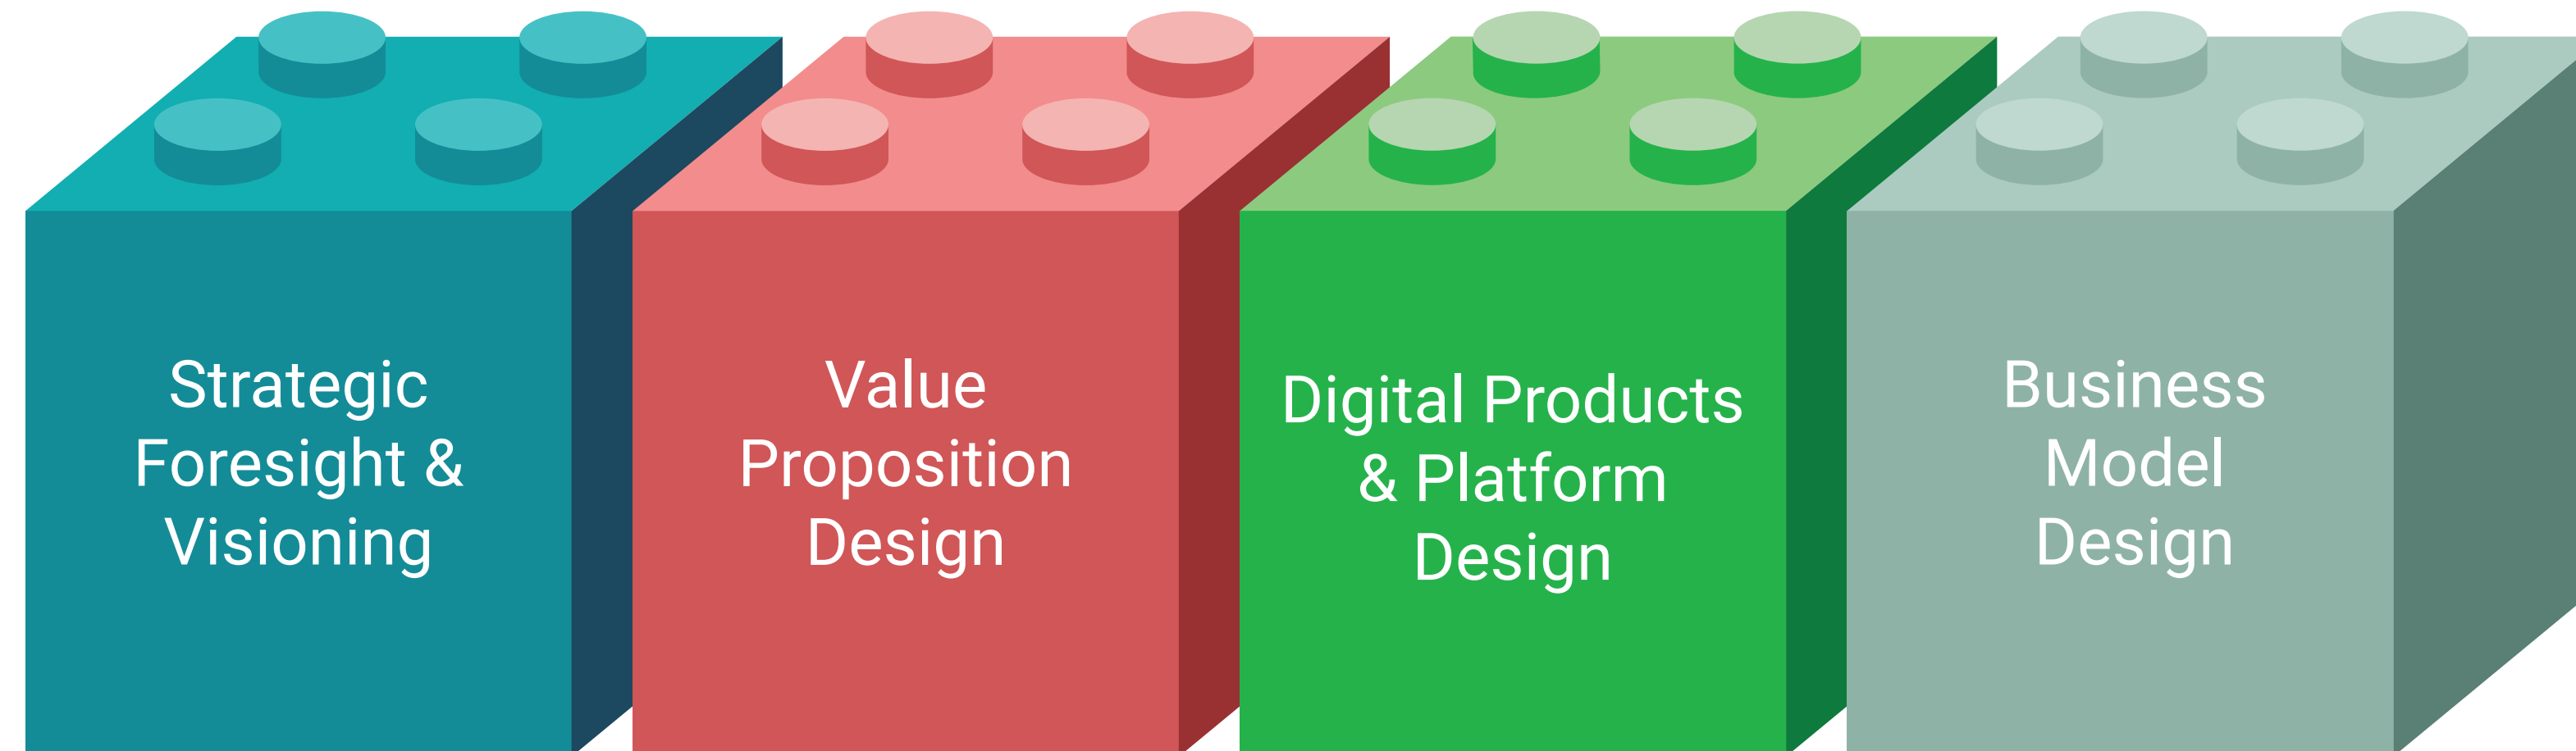 Strategic
Foresight &
Visioning
Value
Proposition
Design
Digital Products
& Platform
Design
Business
Model
Design